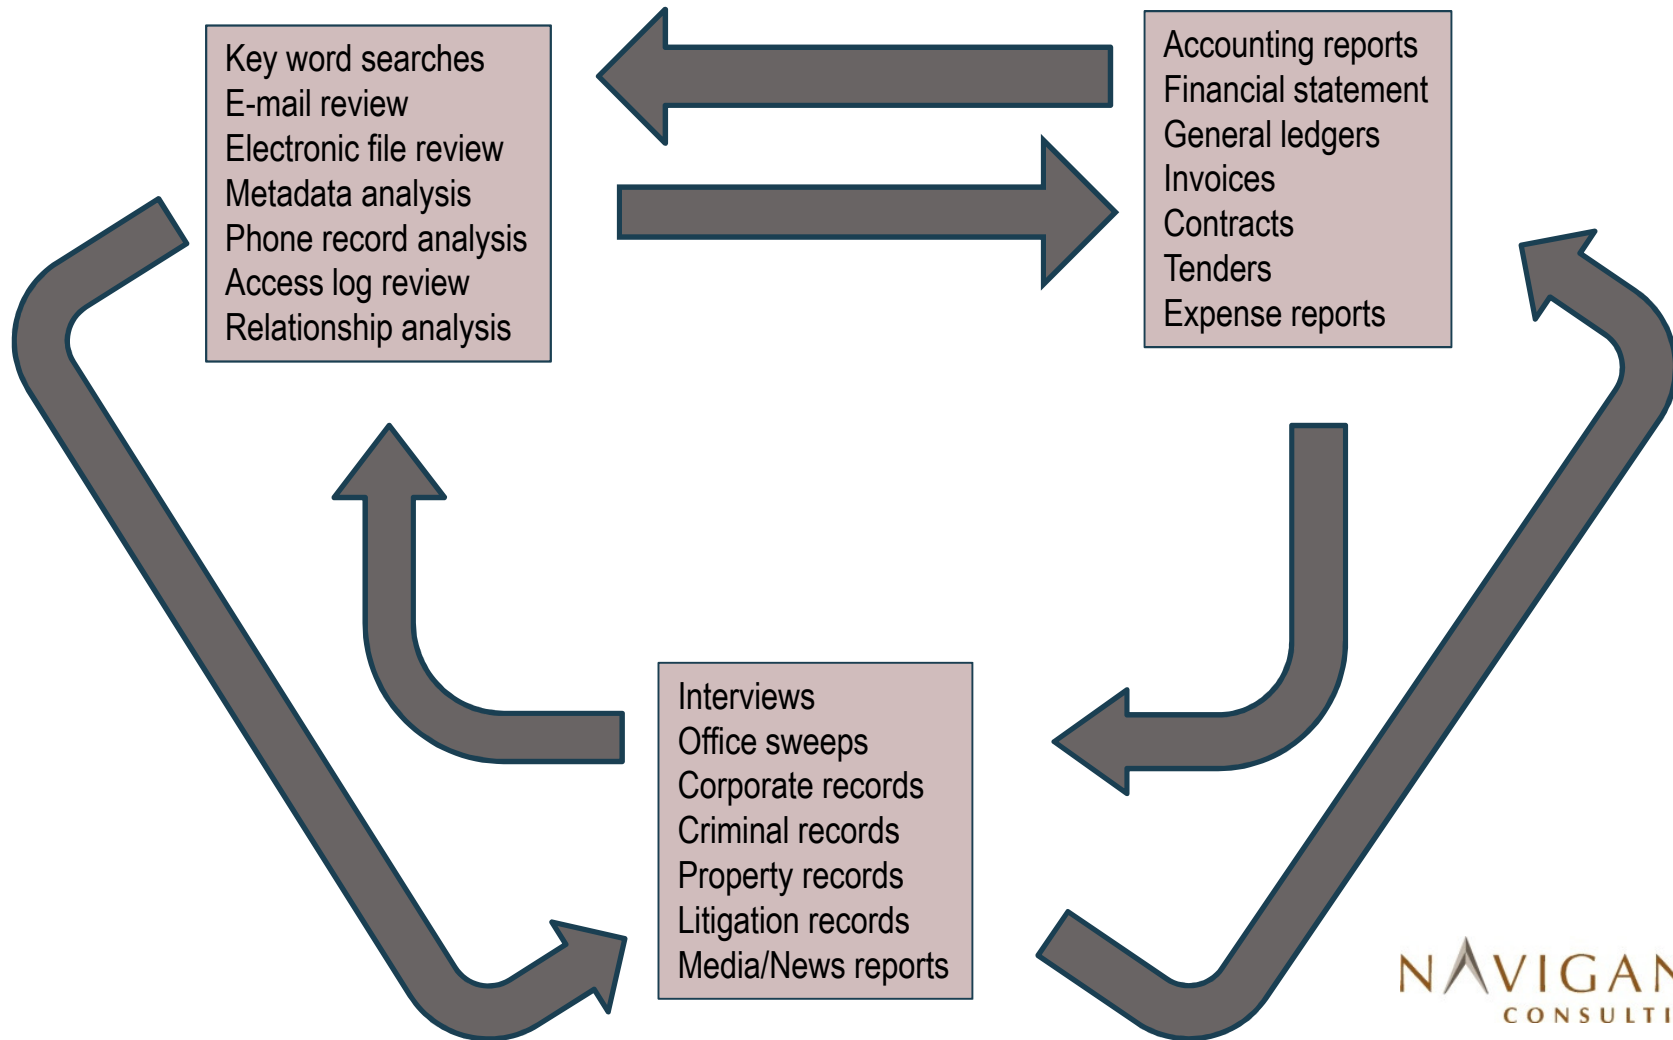 Key word searches
E-mail review
Electronic file review
Metadata analysis
Phone record analysis
Access log review
Relationship analysis
Accounting reports
Financial statement
General ledgers
Invoices
Contracts
Tenders
Expense reports
Interviews
Office sweeps
Corporate records
Criminal records
Property records
Litigation records
Media/News reports
NAVIGAN
CONSULTI